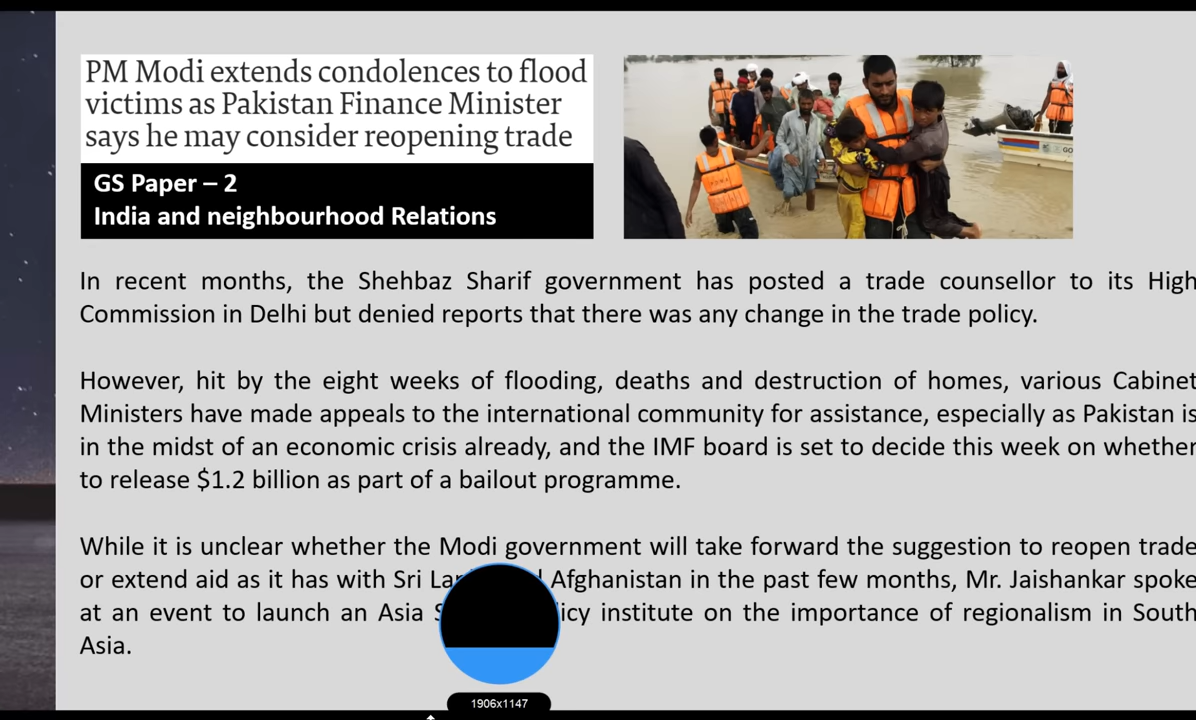 PM Modi extends condolences to flood
victims as Pakistan Finance Minister
says he may consider reopening trade
GS Paper – 2
India and neighbourhood Relations
In recent months, the Shehbaz Sharif government has posted a trade counsellor to its High
Commission in Delhi but denied reports that there was any change in the trade policy.
However, hit by the eight weeks of flooding, deaths and destruction of homes, various Cabinet
Ministers have made appeals to the international community for assistance, especially as Pakistan is
in the midst of an economic crisis already, and the IMF board is set to decide this week on whether
to release $1.2 billion as part of a bailout programme.
While it is unclear whether the Modi government will take forward the suggestion to reopen trade
or extend aid as it has with Sri Afghanistan in the past few months, Mr. Jaishankar spoke
at an event to launch an Asia institute on the importance of regionalism in South
Asia.
1906x1147